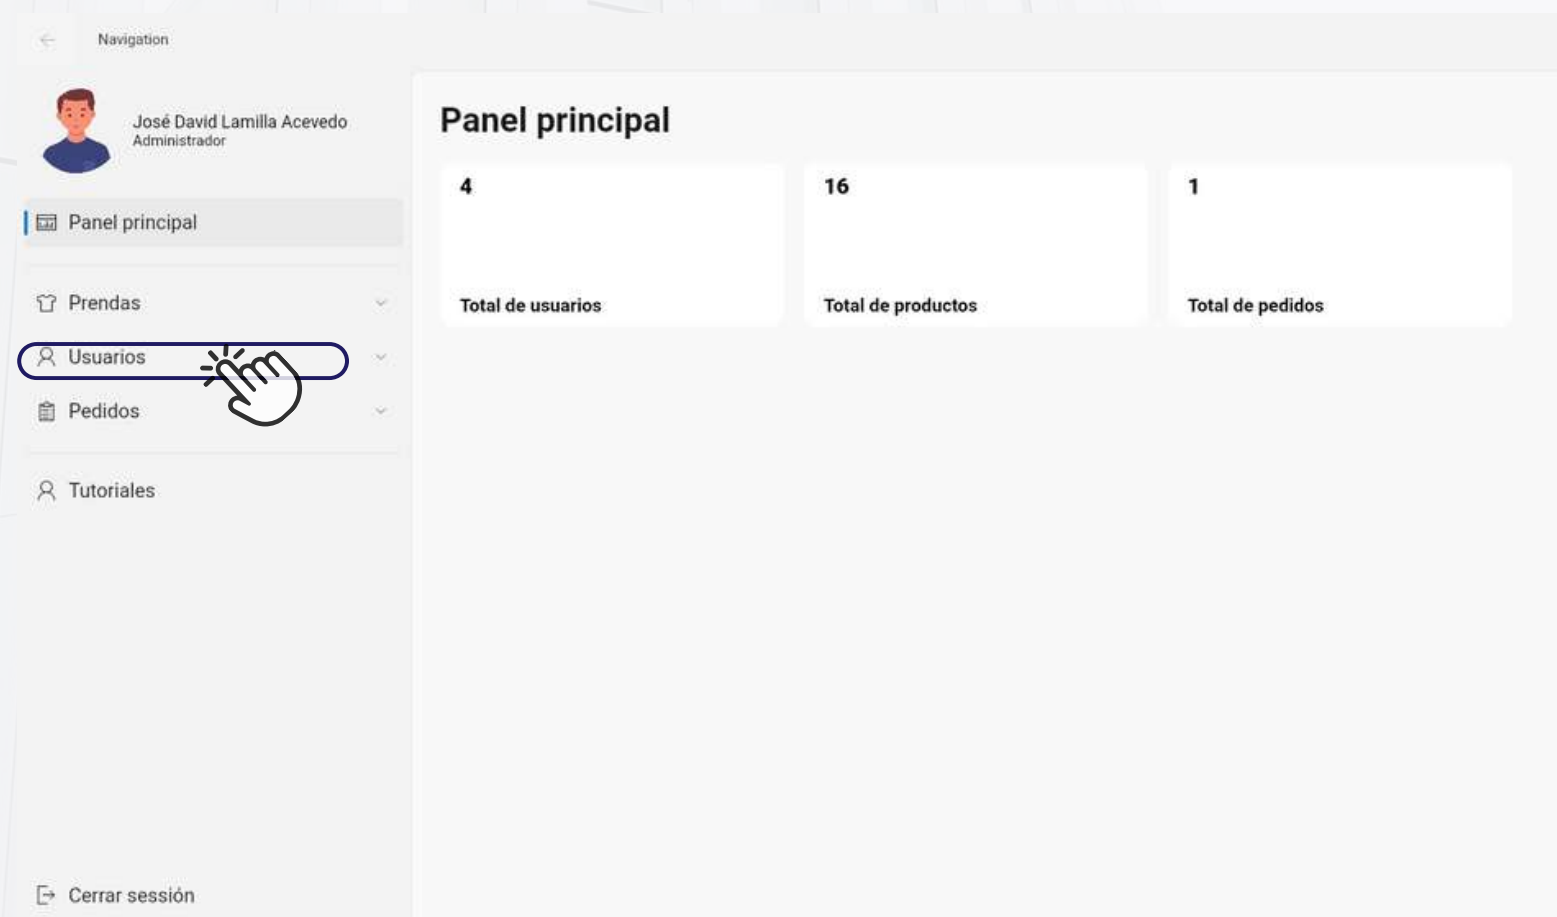 Navigation
José David Lamilla Acevedo
Administrador
Panel principal
Prendas
Usuarios
Pedidos
Tutoriales
Cerrar sessión
Panel principal
4
Total de usuarios
16
Total de productos
1
Total de pedidos